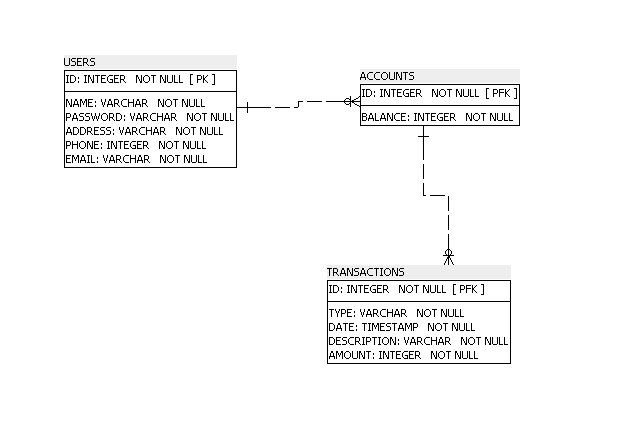 USERS
ID: INTEGER NOT NULL [ PK ]
NAME: VARCHAR NOT NULL
PASSWORD: VARCHAR NOT NULL
ADDRESS: VARCHAR NOT NULL
PHONE: INTEGER NOT NULL
EMAIL: VARCHAR NOT NULL
ACCOUNTS
ID: INTEGER NOT NULL [ PFK ]
BALANCE: INTEGER NOT NULL
TRANSACTIONS
ID: INTEGER NOT NULL [ PFK ]
TYPE: VARCHAR NOT NULL
DATE: TIMESTAMP NOT NULL
DESCRIPTION: VARCHAR NOT NULL
AMOUNT: INTEGER NOT NULL